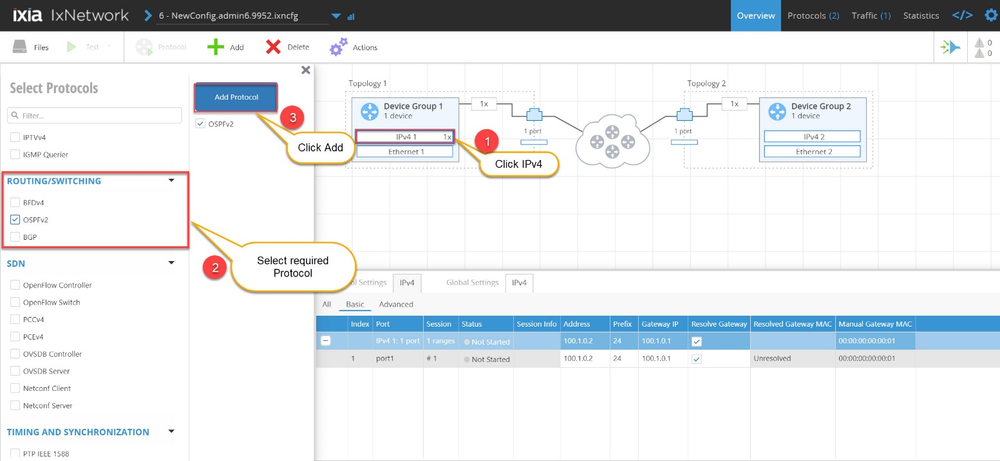 ixia IxNetwork
6 - NewConfig.admin6.9952.ixncfg
Overview
Protocols (2)
Traffic (1)
Statistics
</>
Files
Test
Protocol
Add
Delete
Actions
0
0
Select Protocols
Filter...
IPTVv4
IGMP Querier
ROUTING/SWITCHING
BFDv4
OSPFv2
BGP
SDN
OpenFlow Controller
OpenFlow Switch
PCCv4
PCEv4
OVSDB Controller
OVSDB Server
Netconf Client
Netconf Server
TIMING AND SYNCHRONIZATION
PTP IEEE 1588
Add Protocol
OSPFv2
3
Click Add
2
Select required
Protocol
Topology 1
Device Group 1
1 device
IPv4 1 1x
Ethernet 1
1x
1 port
1
Click IPv4
Topology 2
1x
1 port
Device Group 2
1 device
IPv4 2
Ethernet 2
ol Settings
IPv4
Global Settings
IPv4
All
Basic
Advanced
Index Port Session Status Session Info Address Prefix Gateway IP Resolve Gateway Resolved Gateway MAC Manual Gateway MAC
IPv4 1: 1 port 1 ranges Not Started 100.1.0.2 24 100.1.0.1 00:00:00:00:00:01
1 port1 # 1 Not Started 100.1.0.2 24 100.1.0.1 Unresolved 00:00:00:00:00:01